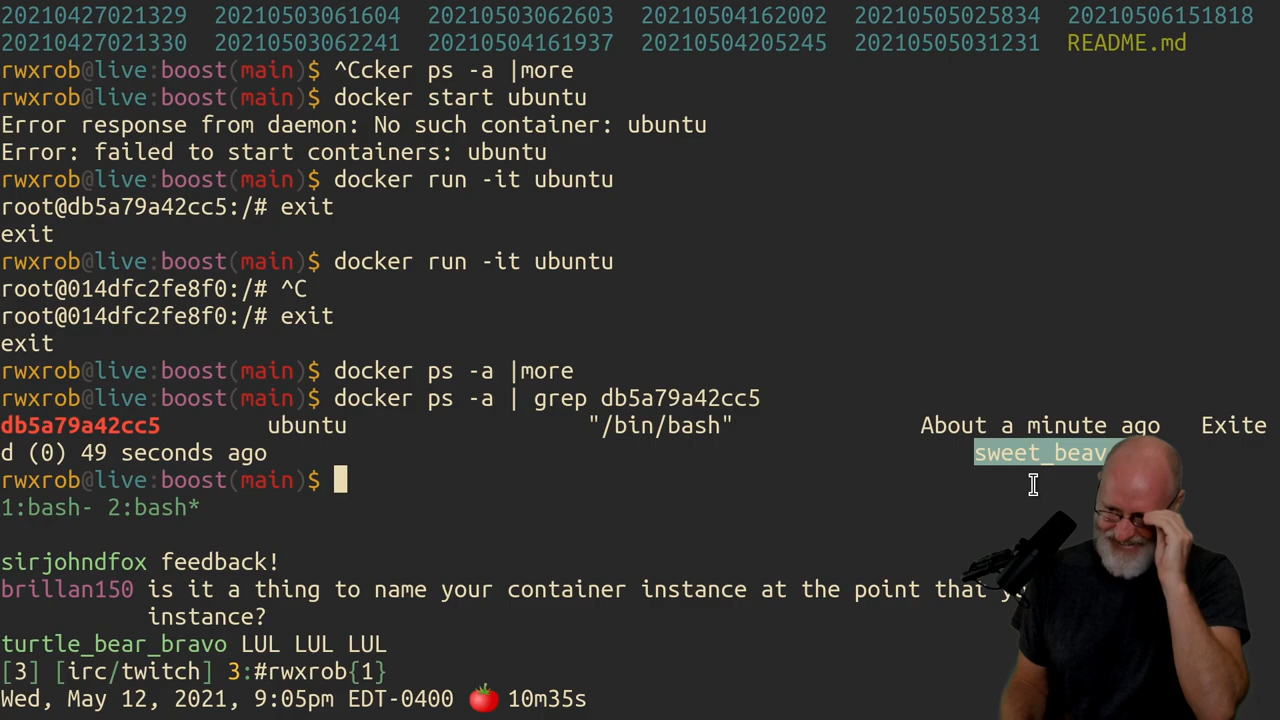 20210427021329 20210503061604 20210503062603 20210504162002 20210505025834 20210506151818
20210427021330 20210503062241 20210504161937 20210504205245 20210505031231 README.md
rwxrob@live:boost(main)$ ^Ccker ps -a |more
rwxrob@live:boost(main)$ docker start ubuntu
Error response from daemon: No such container: ubuntu
Error: failed to start containers: ubuntu
rwxrob@live:boost(main)$ docker run -it ubuntu
root@db5a79a42cc5:/# exit
exit
rwxrob@live:boost(main)$ docker run -it ubuntu
root@014dfc2fe8f0:/# ^C
root@014dfc2fe8f0:/# exit
exit
rwxrob@live:boost(main)$ docker ps -a |more
rwxrob@live:boost(main)$ docker ps -a | grep db5a79a42cc5
db5a79a42cc5 ubuntu "/bin/bash" About a minute ago Exite
d (0) 49 seconds ago sweet_beav
rwxrob@live:boost(main)$
1:bash- 2:bash*
sirjohndfox feedback!
brillan150 is it a thing to name your container instance at the point that
instance?
turtle_bear_bravo LUL LUL LUL
[3] [irc/twitch] 3:#rwxrob{1}
Wed, May 12, 2021, 9:05pm EDT-0400 🍅 10m35s